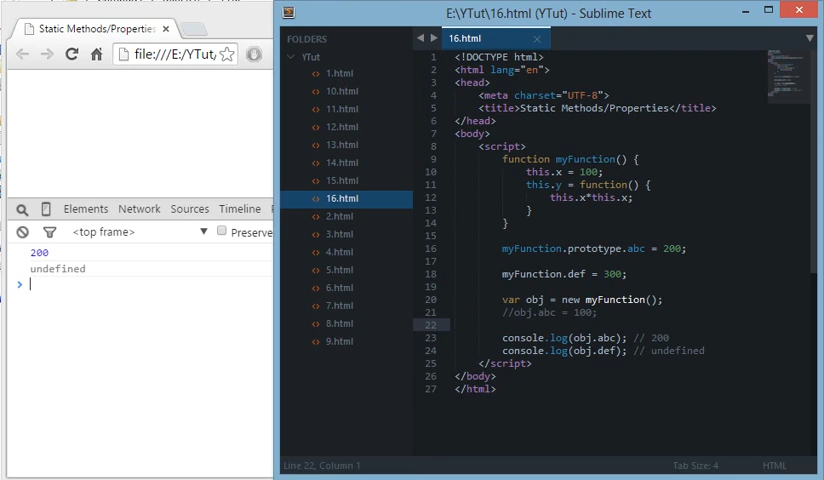 Static Methods/Properties
file:///E:/YTut/
Elements Network Sources Timeline
<top frame> Preserve
200
undefined
>
E:\YTut\16.html (YTut) - Sublime Text
FOLDERS
YTut
1.html
10.html
11.html
12.html
13.html
14.html
15.html
16.html
2.html
3.html
4.html
5.html
6.html
7.html
8.html
9.html
16.html
1 <!DOCTYPE html>
2 <html lang="en">
3 <head>
4 <meta charset="UTF-8">
5 <title>Static Methods/Properties</title>
6 </head>
7 <body>
8 <script>
9 function myFunction() {
10 this.x = 100;
11 this.y = function() {
12 this.x*this.x;
13 }
14 }
15
16 myFunction.prototype.abc = 200;
17
18 myFunction.def = 300;
19
20 var obj = new myFunction();
21 //obj.abc = 100;
22
23 console.log(obj.abc); // 200
24 console.log(obj.def); // undefined
25 </script>
26 </body>
27 </html>
Line 22, Column 1 Tab Size: 4 HTML